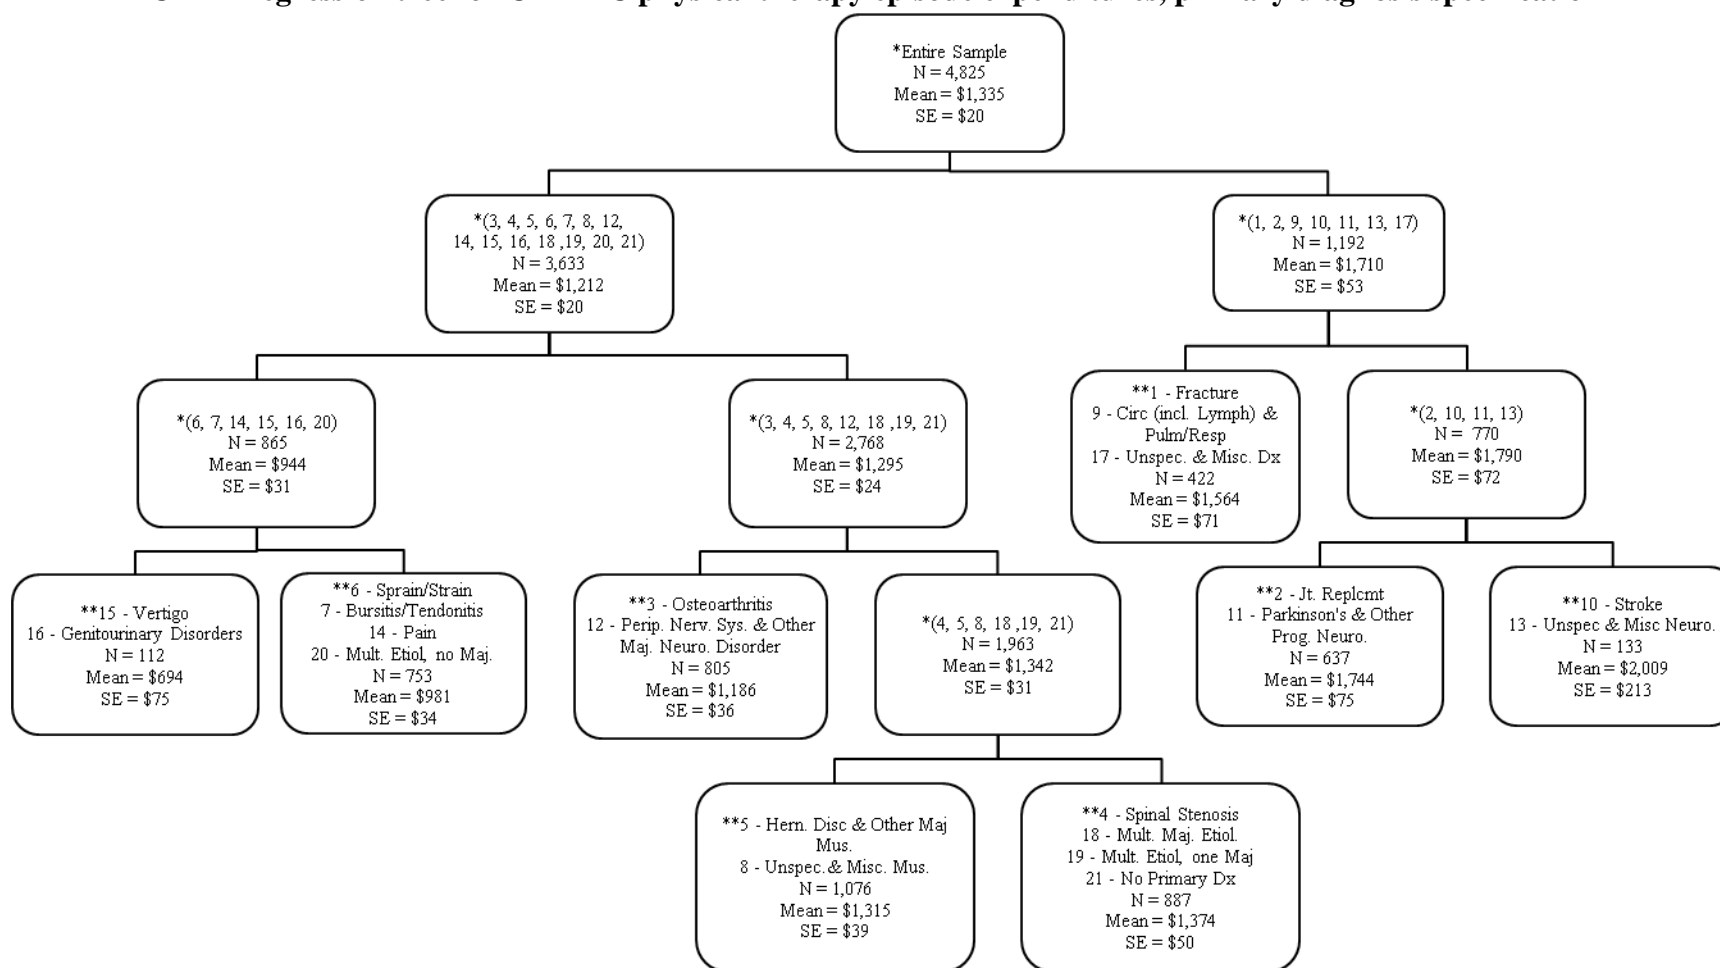 physical therapy episode expenditures, primary diagnosis
*Entire Sample
N = 4,825
Mean = $1,335
SE = $20
*(3, 4, 5, 6, 7, 8, 12,
14, 15, 16, 18 ,19, 20, 21)
N = 3,633
Mean = $1,212
SE = $20
*(1, 2, 9, 10, 11, 13, 17)
N = 1,192
Mean = $1,710
SE = $53
*(6, 7, 14, 15, 16, 20)
N = 865
Mean = $944
SE = $31
*(3, 4, 5, 8, 12, 18 ,19, 21)
N = 2,768
Mean = $1,295
SE = $24
**1 - Fracture
9 - Circ (incl. Lymph) &
Pulm/Resp
17 - Unspec. & Misc. Dx
N = 422
Mean = $1,564
SE = $71
*(2, 10, 11, 13)
N = 770
Mean = $1,790
SE = $72
**15 - Vertigo
16 - Genitourinary Disorders
N = 112
Mean = $694
SE = $75
**6 - Sprain/Strain
7 - Bursitis/Tendonitis
14 - Pain
20 - Mult. Etiol, no Maj.
N = 753
Mean = $981
SE = $34
**3 - Osteoarthritis
12 - Perip. Nerv. Sys. & Other
Maj. Neuro. Disorder
N = 805
Mean = $1,186
SE = $36
*(4, 5, 8, 18 ,19, 21)
N = 1,963
Mean = $1,342
SE = $31
**2 - Jt. Replcmt
11 - Parkinson's & Other
Prog. Neuro.
N = 637
Mean = $1,744
SE = $75
**10 - Stroke
13 - Unspec & Misc Neuro.
N = 133
Mean = $2,009
SE = $213
**5 - Hern. Disc & Other Maj
Mus.
8 - Unspec.& Misc. Mus.
N = 1,076
Mean = $1,315
SE = $39
**4 - Spinal Stenosis
18 - Mult. Maj. Etiol.
19 - Mult. Etiol, one Maj
21 - No Primary Dx
N = 887
Mean = $1,374
SE = $50